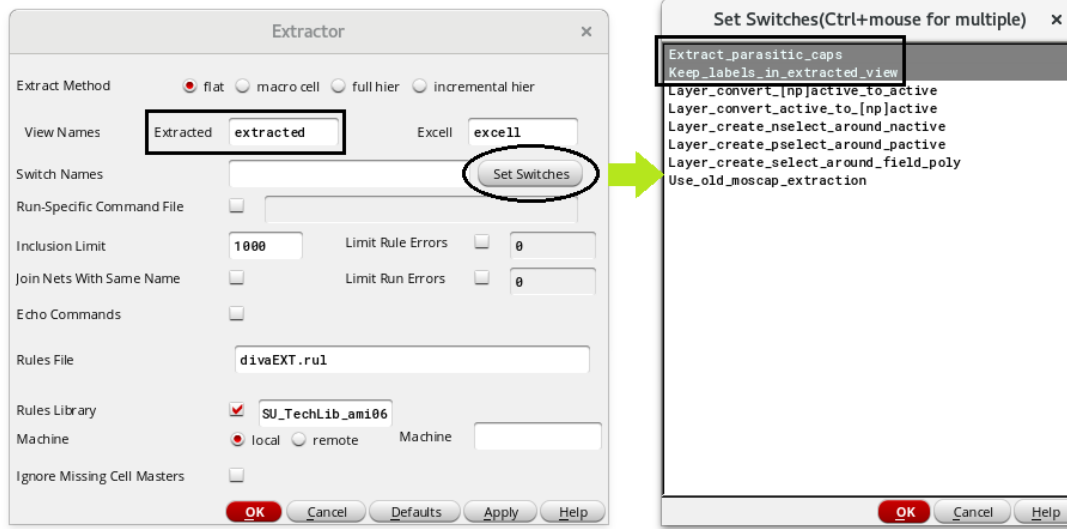 Extractor
Extract Method flat macro cell full hier incremental hier
View Names Extracted extracted Excell excell
Switch Names Set Switches
Run-Specific Command File
Inclusion Limit 1000 Limit Rule Errors 0
Join Nets With Same Name Limit Run Errors 0
Echo Commands
Rules File divaEXT.rul
Rules Library SU_TechLib_ami06
Machine local remote Machine
Ignore Missing Cell Masters
OK Cancel Defaults Apply Help
Set Switches(Ctrl+mouse for multiple)
Extract_parasitic_caps
Keep_labels_in_extracted_view
Layer_convert_[np]active_to_active
Layer_convert_active_to_[np]active
Layer_create_nselect_around_nactive
Layer_create_pselect_around_pactive
Layer_create_select_around_field_poly
Use_old_moscap_extraction
OK Cancel Help